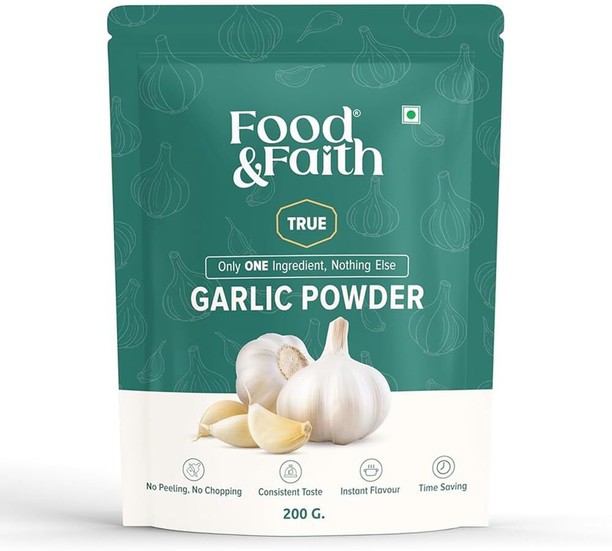 Food®
&Faith
TRUE
Only ONE Ingredient, Nothing Else
GARLIC POWDER
No Peeling, No Chopping
Consistent Taste
Instant Flavour
Time Saving
200 G.